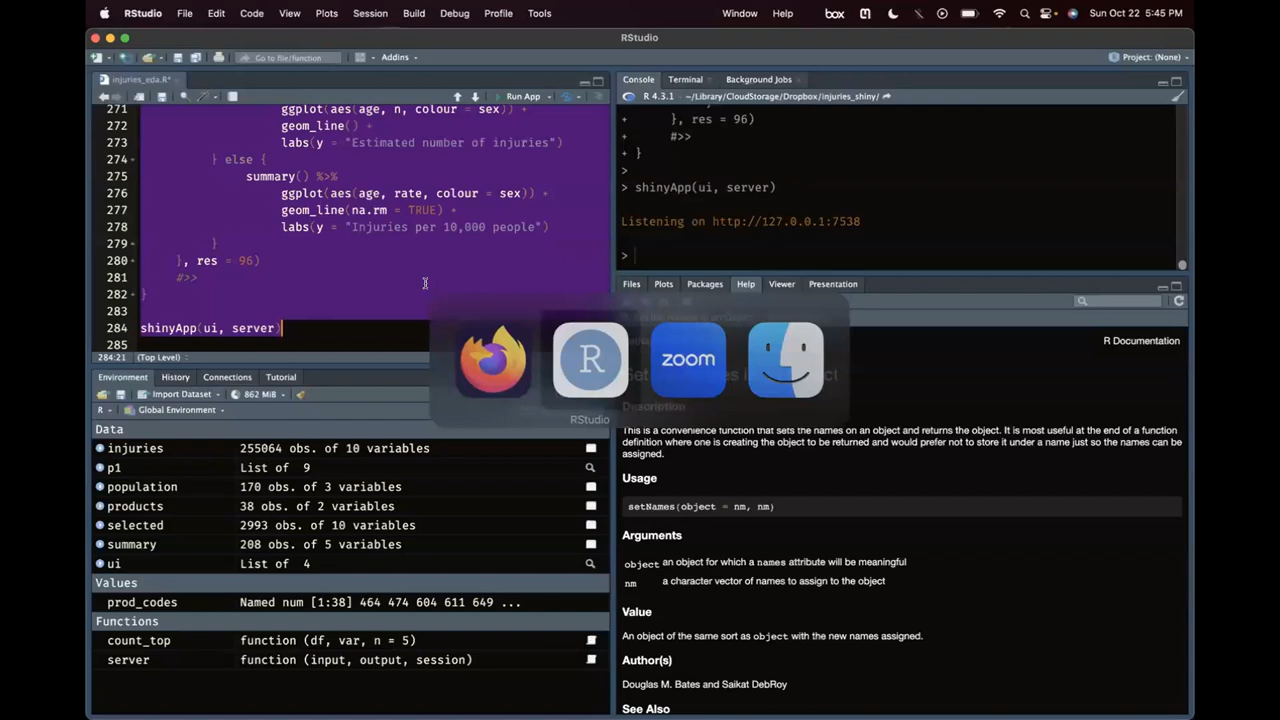 RStudio File Edit Code View Plots Session Build Debug Profile Tools Window Help box Sun Oct 22 5:45 PM
RStudio
Go to file/function Addins Project: (None)
injuries_eda.R*
Run App
271 ggplot(aes(age, n, colour = sex)) +
272 geom_line() +
273 labs(y = "Estimated number of injuries")
274 } else {
275 summary() %>%
276 ggplot(aes(age, rate, colour = sex)) +
277 geom_line(na.rm = TRUE) +
278 labs(y = "Injuries per 10,000 people")
279 }
280 }, res = 96)
281 #>>
282 }
283
284 shinyApp(ui, server)
285
284:21 (Top Level)
Console Terminal Background Jobs
R 4.3.1 · ~/Library/CloudStorage/Dropbox/injuries_shiny/
+ }, res = 96)
+ #>>
+ }
>
> shinyApp(ui, server)
Listening on http://127.0.0.1:7538
>
zoom
RStudio
Environment History Connections Tutorial
Import Dataset 862 MiB
R Global Environment
Data
injuries 255064 obs. of 10 variables
p1 List of 9
population 170 obs. of 3 variables
products 38 obs. of 2 variables
selected 2993 obs. of 10 variables
summary 208 obs. of 5 variables
ui List of 4
Values
prod_codes Named num [1:38] 464 474 604 611 649 ...
Functions
count_top function (df, var, n = 5)
server function (input, output, session)
Files Plots Packages Help Viewer Presentation
R Documentation
Description
This is a convenience function that sets the names on an object and returns the object. It is most useful at the end of a function
definition where one is creating the object to be returned and would prefer not to store it under a name just so the names can be
assigned.
Usage
setNames(object = nm, nm)
Arguments
object an object for which a names attribute will be meaningful
nm a character vector of names to assign to the object
Value
An object of the same sort as object with the new names assigned.
Author(s)
Douglas M. Bates and Saikat DebRoy
See Also